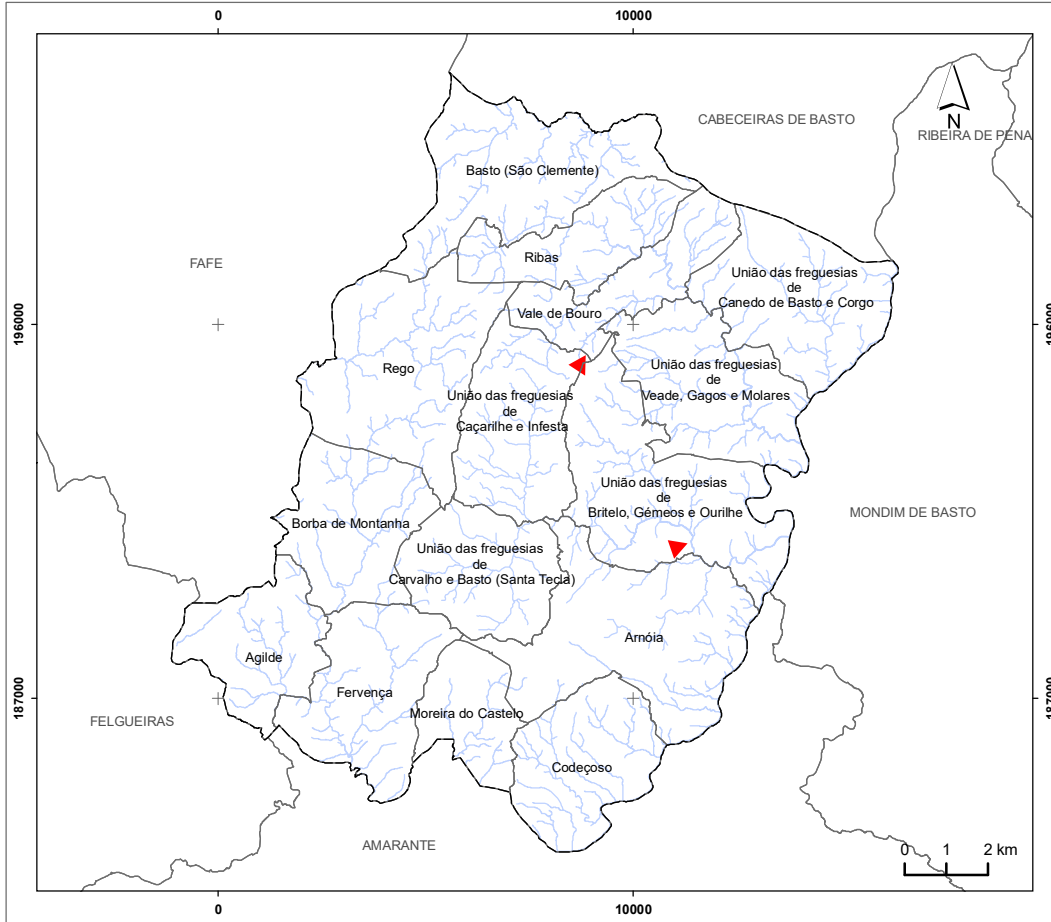 0
10000
CABECEIRAS DE BASTO
N
RIBEIRA DE PENA
Basto (São Clemente)
FAFE
Ribas
União das freguesias
de
Canedo de Basto e Corgo
196000
Vale de Bouro
196000
Rego
União das freguesias
de
Veade, Gagos e Molares
União das freguesias
de
Caçarilhe e Infesta
União das freguesias
de
Britelo, Gémeos e Ourilhe
MONDIM DE BASTO
Borba de Montanha
União das freguesias
de
Carvalho e Basto (Santa Tecla)
Arnóia
Agilde
Fervença
187000
187000
Moreira do Castelo
FELGUEIRAS
Codeçoso
AMARANTE
0 1 2 km
0
10000